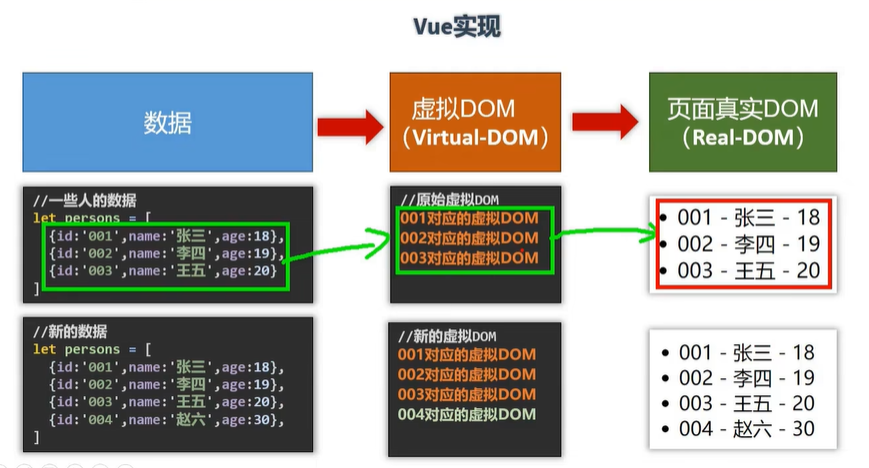 Vue实现
数据
虚拟DOM
（Virtual-DOM）
页面真实DOM
（Real-DOM）
//一些人的数据
let persons = [
{id:'001',name:'张三',age:18},
{id:'002',name:'李四',age:19},
{id:'003',name:'王五',age:20}
]
//原始虚拟DOM
001对应的虚拟DOM
002对应的虚拟DOM
003对应的虚拟DOM
• 001 - 张三 - 18
• 002 - 李四 - 19
• 003 - 王五 - 20
//新的数据
let persons = [
{id:'001',name:'张三',age:18},
{id:'002',name:'李四',age:19},
{id:'003',name:'王五',age:20},
{id:'004',name:'赵六',age:30},
]
//新的虚拟DOM
001对应的虚拟DOM
002对应的虚拟DOM
003对应的虚拟DOM
004对应的虚拟DOM
• 001 - 张三 - 18
• 002 - 李四 - 19
• 003 - 王五 - 20
• 004 - 赵六 - 30